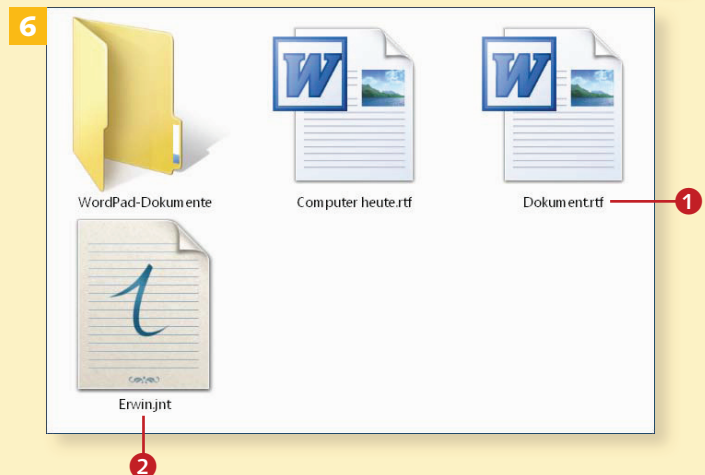 6
WordPad-Dokumente
Computer heute.rtf
Dokument.rtf
1
W
W
Erwin.jnt
2